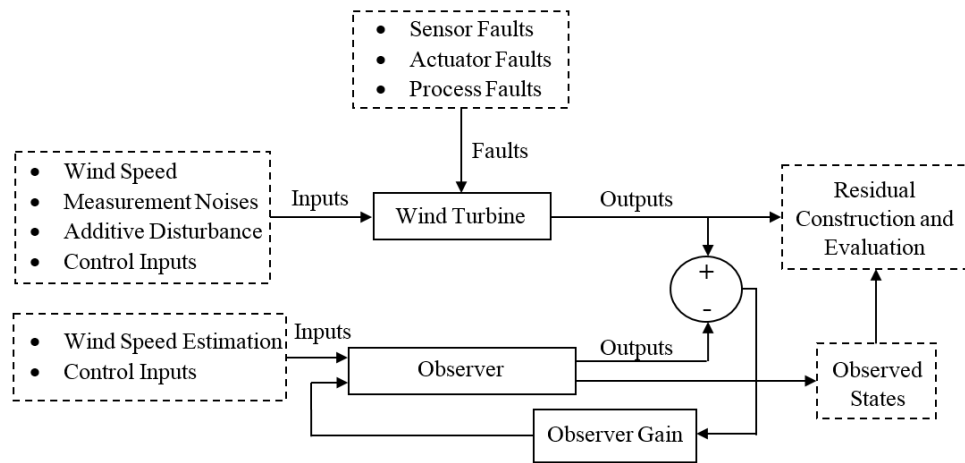 • Sensor Faults
• Actuator Faults
• Process Faults
Faults
• Wind Speed
• Measurement Noises
• Additive Disturbance
• Control Inputs
Inputs
Wind Turbine
Outputs
Residual
Construction and
Evaluation
+
-
• Wind Speed Estimation
• Control Inputs
Inputs
Observer
Outputs
Observed
States
Observer Gain